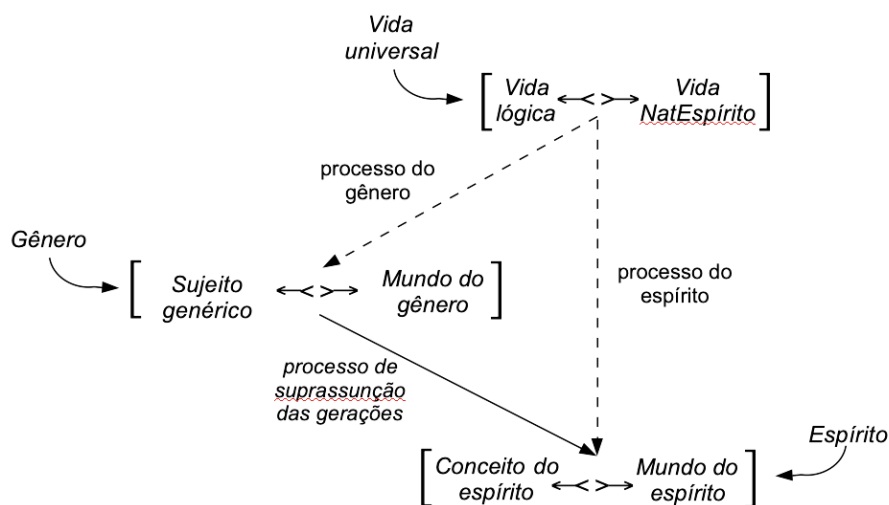 Vida
universal
[Vida
lógica
Vida
NatEspírito]
processo do
gênero
Gênero
[Sujeito
genérico
Mundo do
gênero]
processo do
espírito
processo de
suprassunção
das gerações
Espírito
[Conceito do
espírito
Mundo do
espírito]